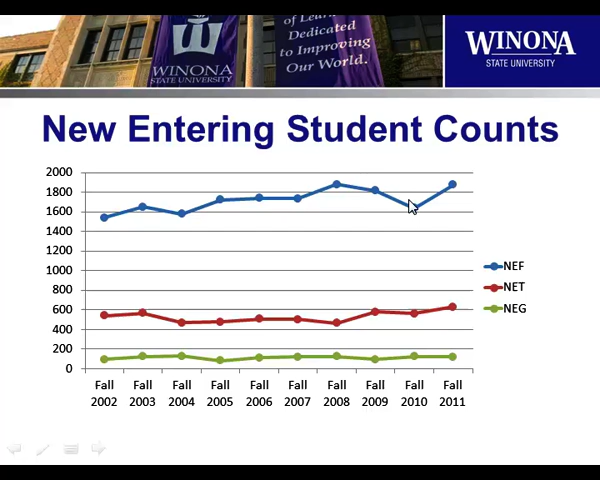 of Lear
Dedicated
to Improving
Our World.
WINONA
STATE UNIVERSITY
WINONA
STATE UNIVERSITY
New Entering Student Counts
2000
1800
1600
1400
1200
1000
800
600
400
200
0
NEF
NET
NEG
Fall Fall Fall Fall Fall Fall Fall Fall Fall Fall
2002 2003 2004 2005 2006 2007 2008 2009 2010 2011